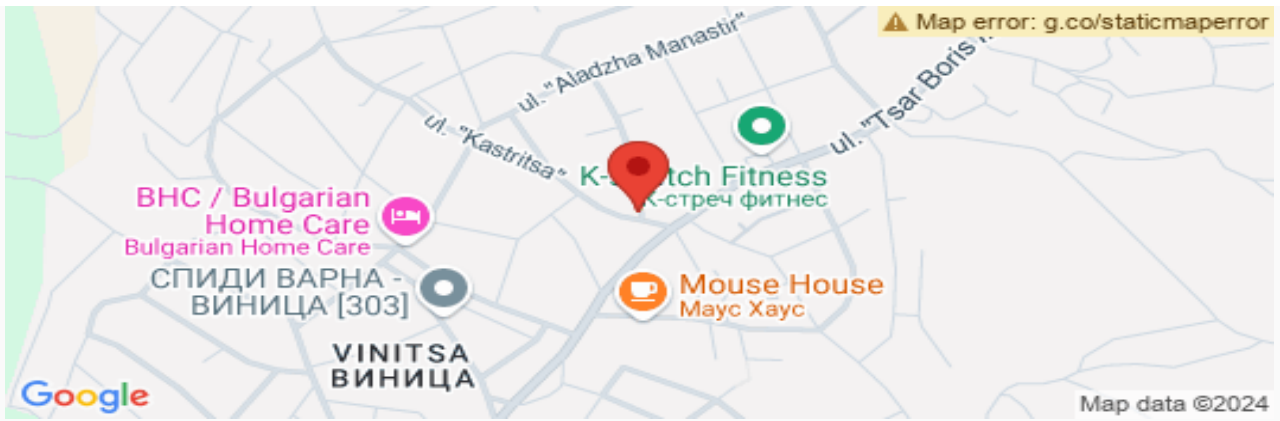 Map error: g.co/staticmaperror
ul. "Aladzha Manastir"
ul. "Tsar Boris
ul. "Kastritsa"
Fitness
К-стреч фитнес
BHC / Bulgarian
Home Care
Bulgarian Home Care
СПИДИ ВАРНА -
ВИНИЦА [303]
Mouse House
Маус Хаус
VINITSA
ВИНИЦА
Google
Map data ©2024